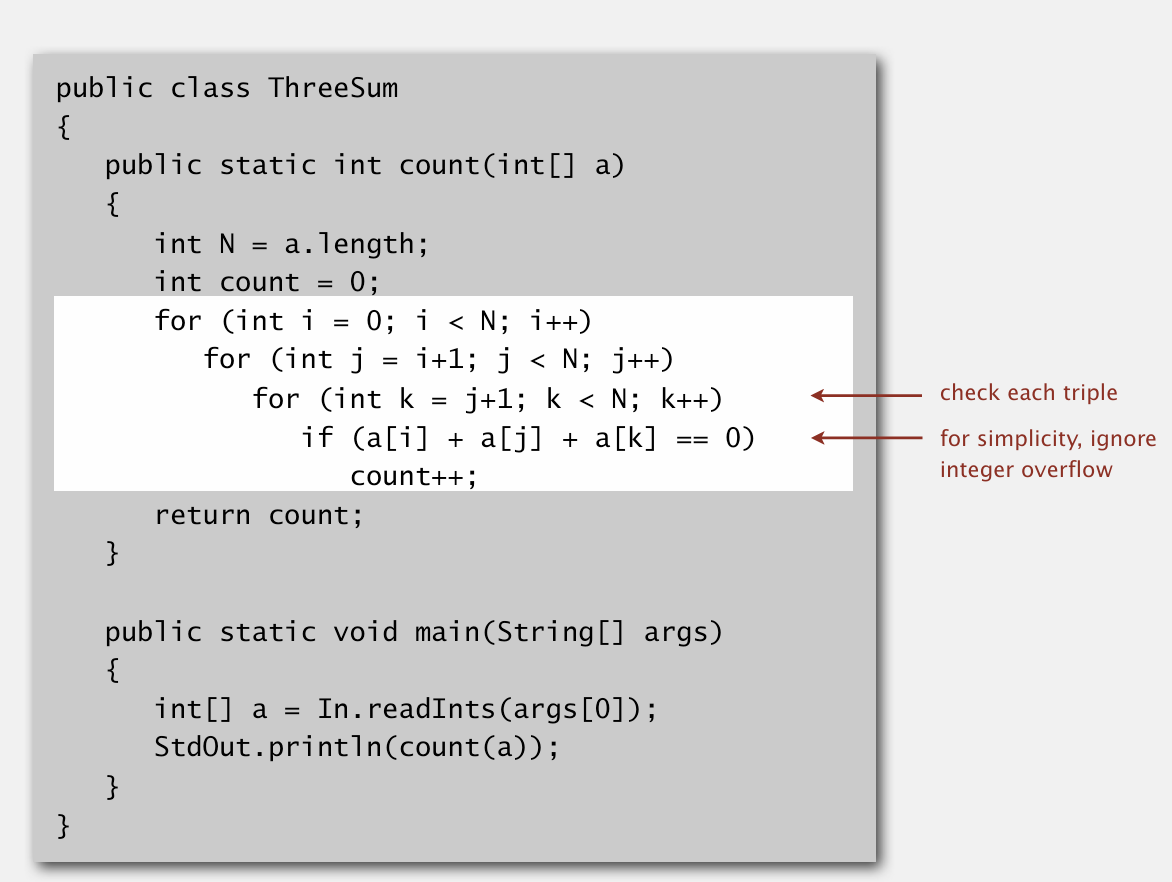 public class ThreeSum
{
   public static int count(int[] a)
   {
      int N = a.length;
      int count = 0;
      for (int i = 0; i < N; i++)
         for (int j = i+1; j < N; j++)
            for (int k = j+1; k < N; k++)
               if (a[i] + a[j] + a[k] == 0)
                  count++;
      return count;
   }

   public static void main(String[] args)
   {
      int[] a = In.readInts(args[0]);
      StdOut.println(count(a));
   }
}
check each triple
for simplicity, ignore
integer overflow